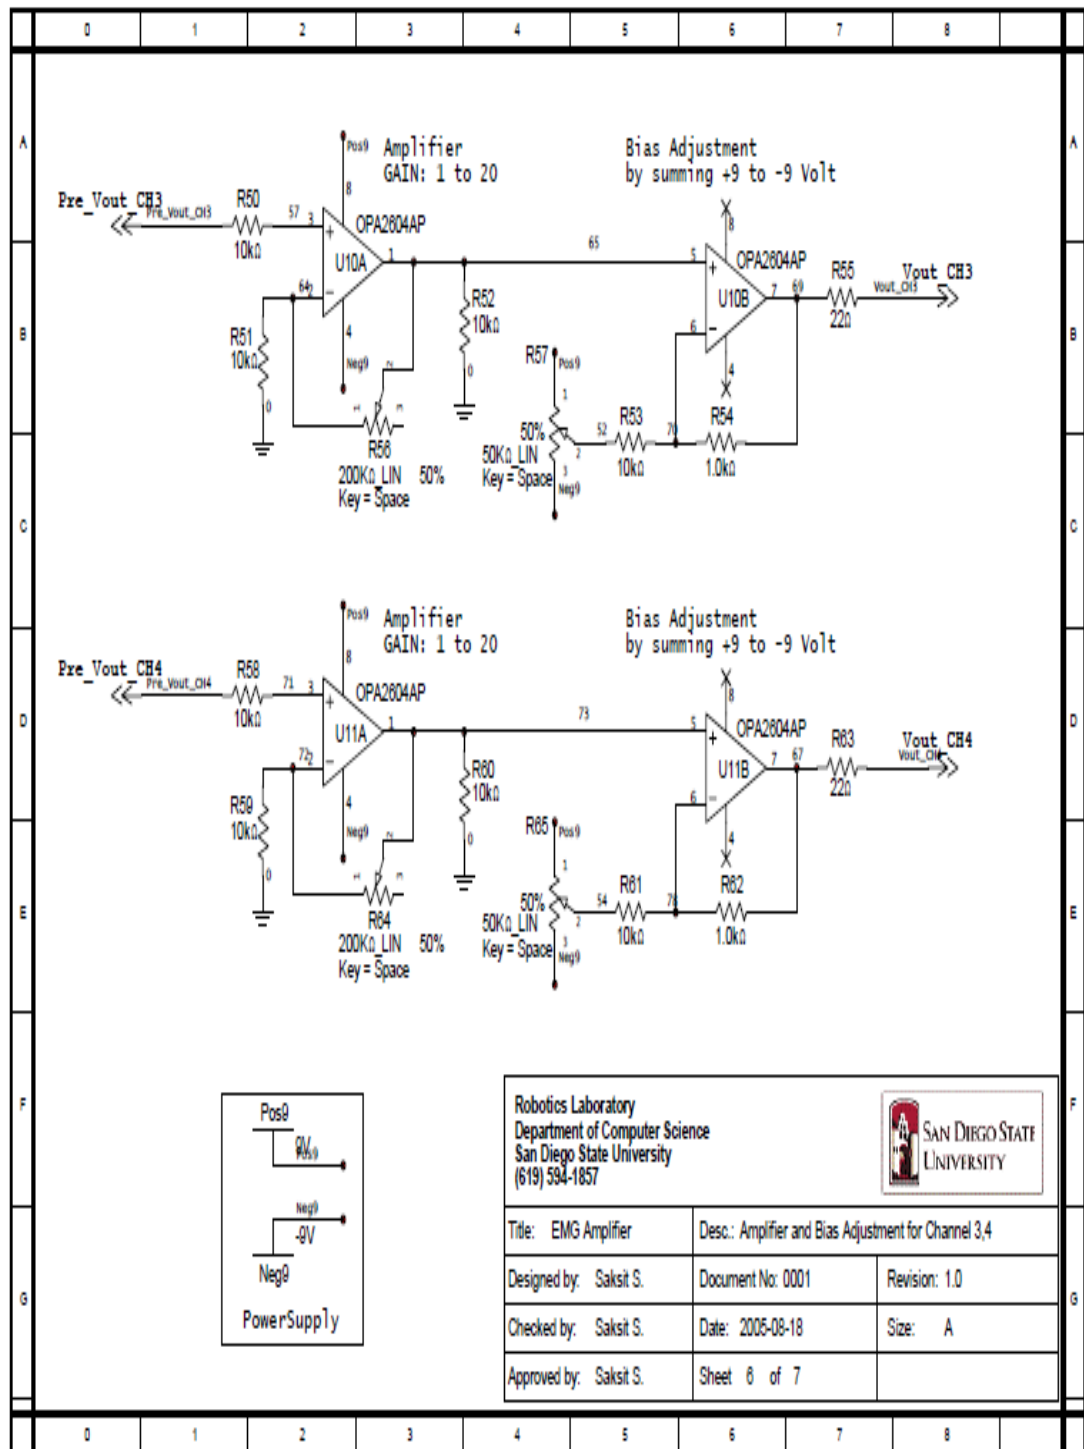 0 1 2 3 4 5 6 7 8
A A
Pos9
Amplifier
GAIN: 1 to 20
Bias Adjustment
by summing +9 to -9 Volt
8
Pre_Vout_CH3
Pre_Vout_CH3
R50
10kΩ
57
3
OPA2604AP
U10A
1
65
8
5
OPA2604AP
U10B
7
69
R55
22Ω
Vout_CH3
Vout_CH3
64
2
R52
10kΩ
B B
R51
10kΩ
4
Neg9
6
4
R57
Pos9
0
0
2
1
3
R56
200KΩ_LIN 50%
Key = Space
1
50%
50KΩ_LIN
Key = Space
2
3
Neg9
52
R53
10kΩ
70
R54
1.0kΩ
C C
Pos9
Amplifier
GAIN: 1 to 20
Bias Adjustment
by summing +9 to -9 Volt
8
Pre_Vout_CH4
Pre_Vout_CH4
R58
10kΩ
71
3
OPA2604AP
U11A
1
73
8
5
OPA2604AP
U11B
7
67
R63
22Ω
Vout_CH4
D D
72
2
R60
10kΩ
R59
10kΩ
4
Neg9
6
4
R65
Pos9
0
0
2
1
3
R64
200KΩ_LIN 50%
Key = Space
1
50%
50KΩ_LIN
Key = Space
2
3
Neg9
54
R61
10kΩ
R62
1.0kΩ
E E
F F
Pos9
9V
Pos9
Neg9
-9V
Neg9
PowerSupply
Robotics Laboratory
Department of Computer Science
San Diego State University
(619) 594-1857
SAN DIEGO STATE
UNIVERSITY
Title: EMG Amplifier
Desc.: Amplifier and Bias Adjustment for Channel 3,4
Designed by: Saksit S.
Document No: 0001
Revision: 1.0
Checked by: Saksit S.
Date: 2005-08-18
Size: A
Approved by: Saksit S.
Sheet 6 of 7
G G
0 1 2 3 4 5 6 7 8